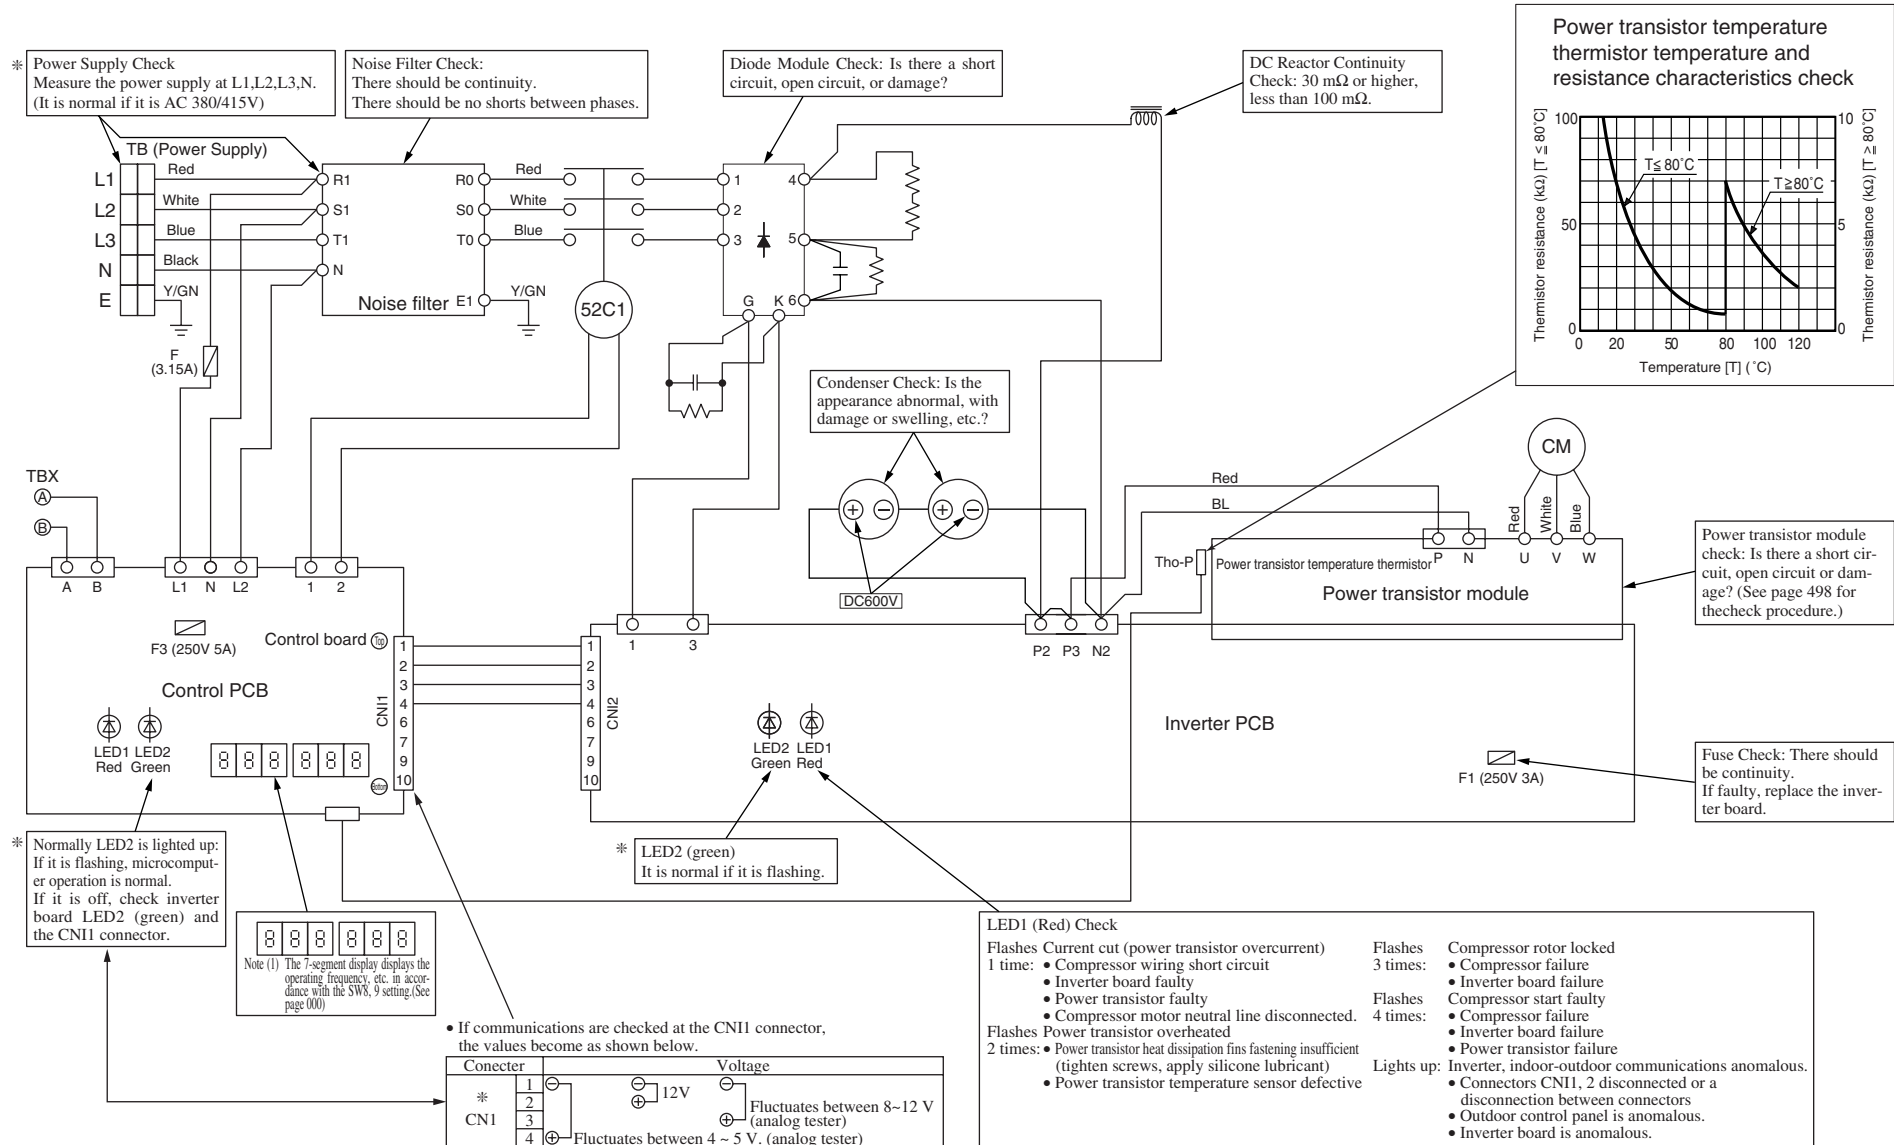 Power transistor temperature
thermistor temperature and
resistance characteristics check
Thermistor resistance (kΩ) [T ≦ 80˚C]
100
50
0
10
5
0
Thermistor resistance (kΩ) [T ≧ 80˚C]
T≦ 80˚C
T≧80˚C
0 20 50 80 100 120
Temperature [T] ( ˚C)
✻ Power Supply Check
Measure the power supply at L1,L2,L3,N.
(It is normal if it is AC 380/415V)
Noise Filter Check:
There should be continuity.
There should be no shorts between phases.
Diode Module Check: Is there a short
circuit, open circuit, or damage?
DC Reactor Continuity
Check: 30 mΩ or higher,
less than 100 mΩ.
TB (Power Supply)
L1 Red R1 R0 Red 1 4
L2 White S1 S0 White 2
L3 Blue T1 T0 Blue 3 5
N Black N
E Y/GN Noise filter E1 Y/GN 52C1 G K 6
F
(3.15A)
Condenser Check: Is the
appearance abnormal, with
damage or swelling, etc.?
+ − + −
DC600V
TBX
A
B
A B L1 N L2 1 2
F3 (250V 5A)
Control board Top
Control PCB
LED1 LED2
Red Green
8 8 8 8 8 8
CNI1
1
2
3
4
6
7
9
10
Bottom
CNI2
1
2
3
4
6
7
9
10
1 3
P2 P3 N2
LED2 LED1
Green Red
Inverter PCB
F1 (250V 3A)
Red
BL
CM
Red White Blue
Tho-P
Power transistor temperature thermistor
P N U V W
Power transistor module
Power transistor module
check: Is there a short cir-
cuit, open circuit or dam-
age? (See page 498 for
thecheck procedure.)
Fuse Check: There should
be continuity.
If faulty, replace the inver-
ter board.
✻ Normally LED2 is lighted up:
If it is flashing, microcomput-
er operation is normal.
If it is off, check inverter
board LED2 (green) and
the CNI1 connector.
8 8 8 8 8 8
Note (1) The 7-segment display displays the
operating frequency, etc. in accor-
dance with the SW8, 9 setting.(See
page 000)
✻ LED2 (green)
It is normal if it is flashing.
• If communications are checked at the CNI1 connector,
the values become as shown below.
Conecter Voltage
✻
CN1
1
2
3
4
12V
Fluctuates between 8~12 V
(analog tester)
Fluctuates between 4 ~ 5 V. (analog tester)
LED1 (Red) Check
Flashes Current cut (power transistor overcurrent)
1 time: • Compressor wiring short circuit
• Inverter board faulty
• Power transistor faulty
• Compressor motor neutral line disconnected.
Flashes Power transistor overheated
2 times: • Power transistor heat dissipation fins fastening insufficient
(tighten screws, apply silicone lubricant)
• Power transistor temperature sensor defective
Flashes Compressor rotor locked
3 times: • Compressor failure
• Inverter board failure
Flashes Compressor start faulty
4 times: • Compressor failure
• Inverter board failure
• Power transistor failure
Lights up: Inverter, indoor-outdoor communications anomalous.
• Connectors CNI1, 2 disconnected or a
disconnection between connectors
• Outdoor control panel is anomalous.
• Inverter board is anomalous.